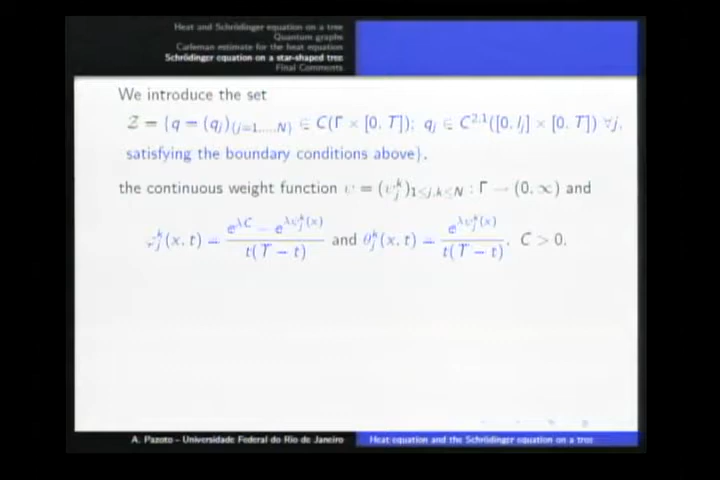 Heat and Schrödinger equation on a tree
Quantum graphs
Carleman estimate for the heat equation
Schrödinger equation on a star-shaped tree
Final Comments
We introduce the set
Z = {q = (q_j)_{(j=1,...,N)} ∈ C(Γ × [0, T]); q_j ∈ C^{2,1}([0, l_j] × [0, T]) ∀j,
satisfying the boundary conditions above},
the continuous weight function ψ = (ψ_j^k)_{1≤j,k≤N} : Γ → (0, ∞) and
φ_j^k(x, t) = (e^{λC} − e^{λψ_j^k(x)}) / (t(T − t)) and θ_j^k(x, t) = e^{λψ_j^k(x)} / (t(T − t)), C > 0.
A. Pazoto – Universidade Federal do Rio de Janeiro
Heat equation and the Schrödinger equation on a tree